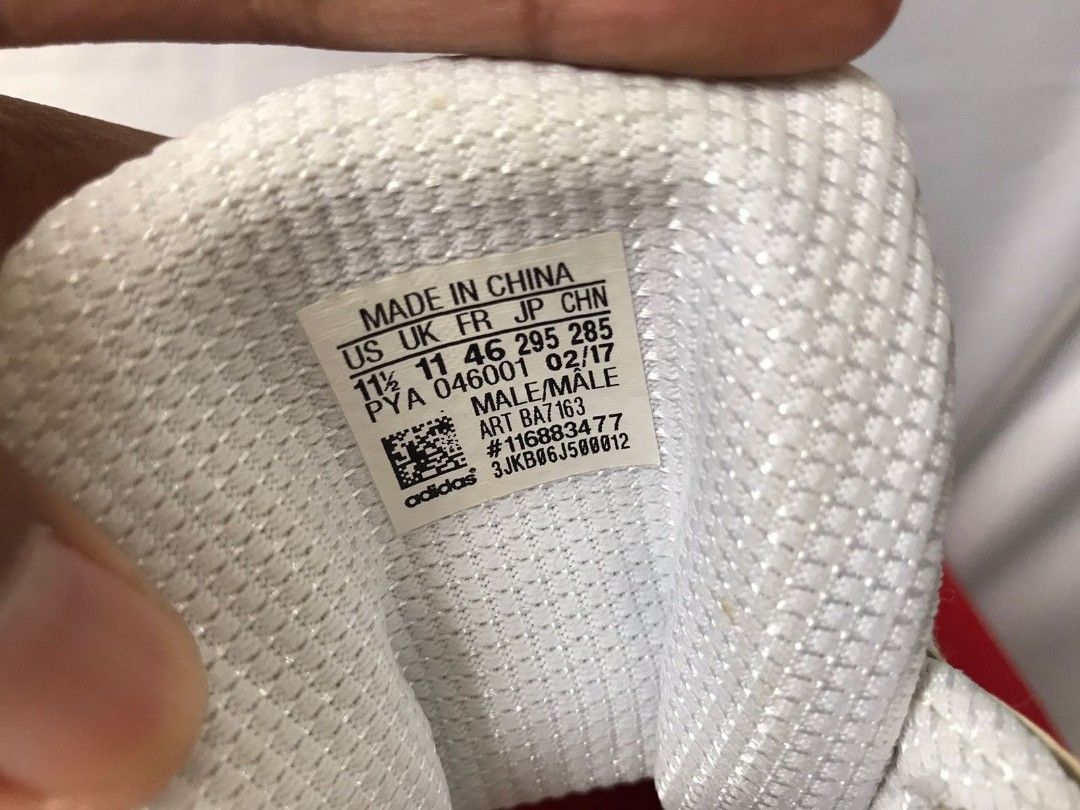 MADE IN CHINA
US UK FR JP CHN
11½ 11 46 295 285
PYA 046001 02/17
MALE/MÂLE
ART BA7163
#116883477
3JKB06J500012
adidas®